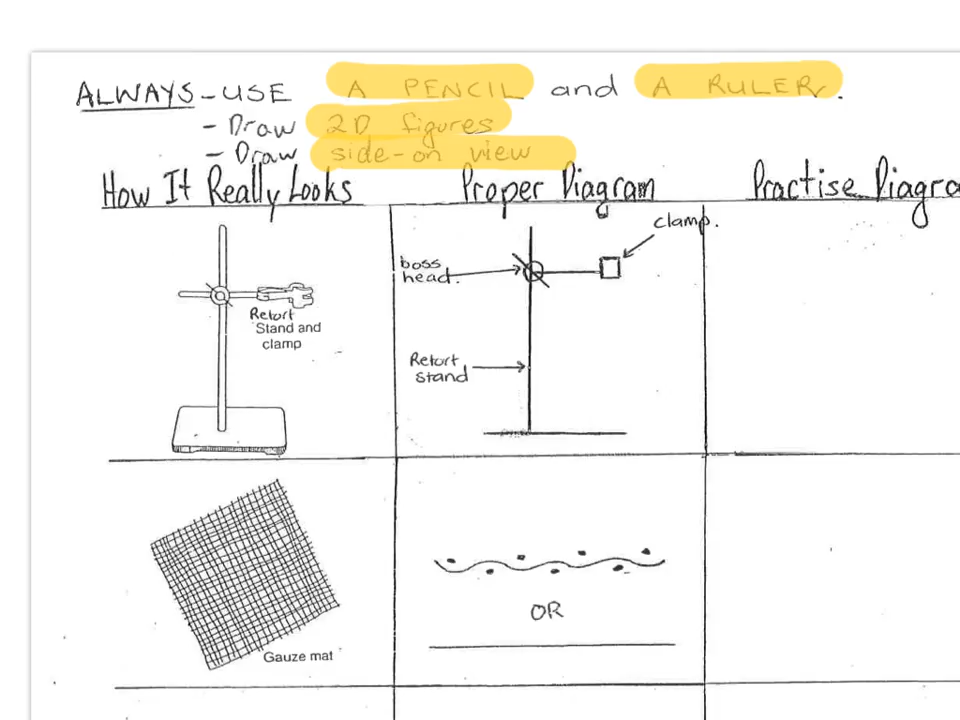 ALWAYS - USE A PENCIL and A RULER.
- Draw 2D figures
- Draw side-on view
How It Really Looks Proper Diagram Practise Diagra
clamp.
boss
head.
Retort
Stand and
clamp
Retort
stand
OR
Gauze mat